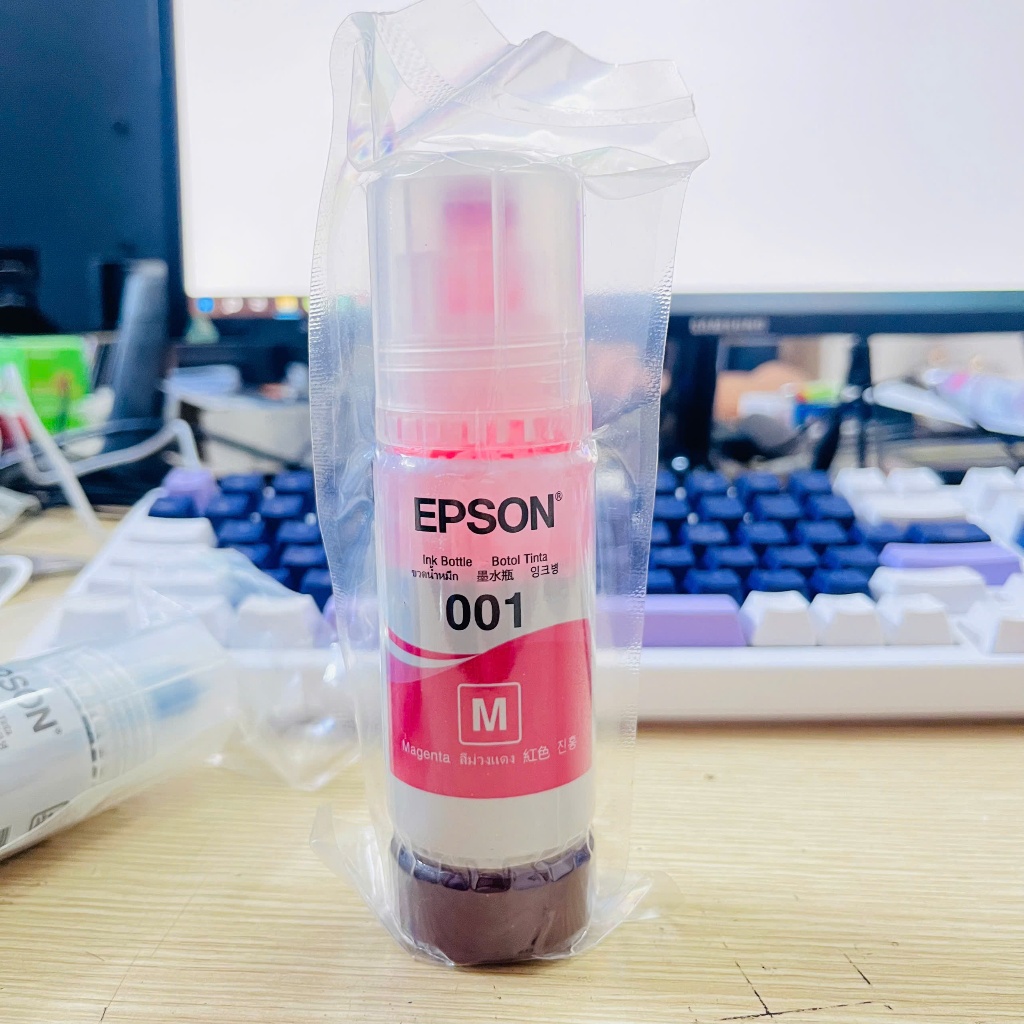 EPSON®
Ink Bottle Botol Tinta
ขวดน้ำหมึก 墨水瓶 잉크병
001
M
Magenta สีม่วงแดง 紅色 진홍
SAMSUNG
PSON®